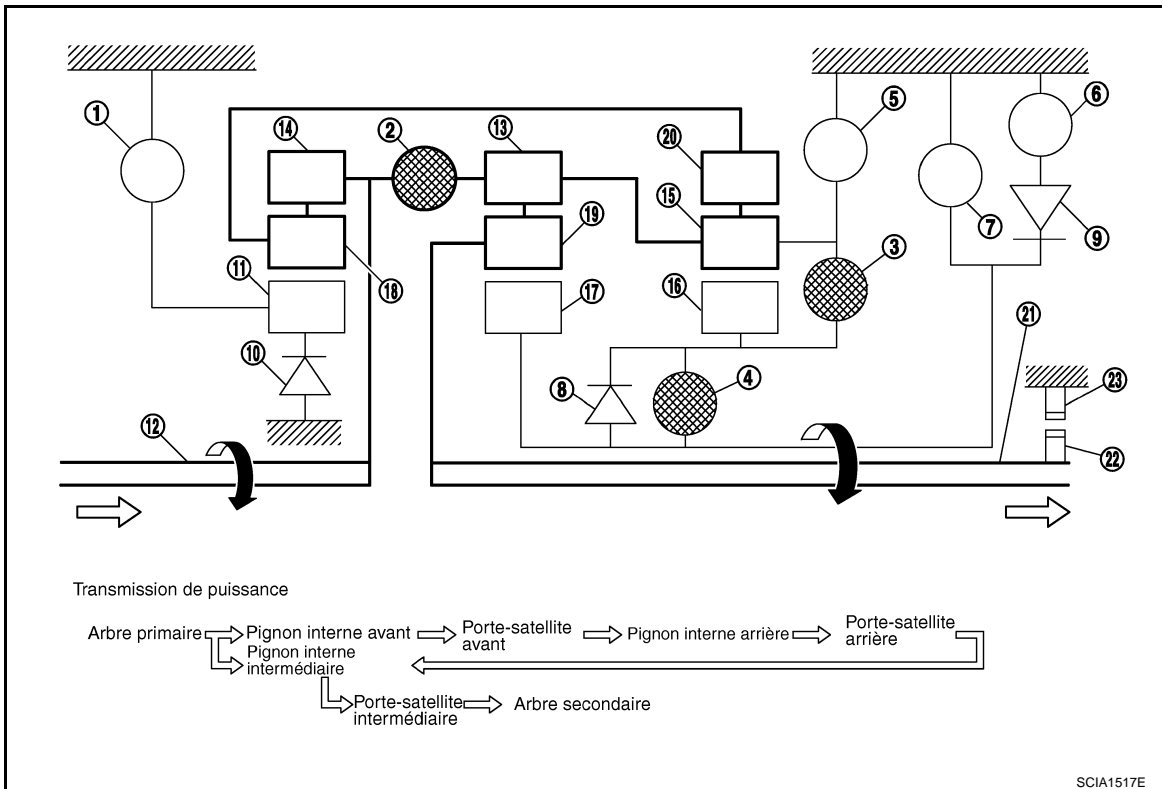 1
14
2
13
20
5
6
15
7
9
19
3
11
18
17
16
21
10
8
4
23
12
22
Transmission de puissance
Arbre primaire
Pignon interne avant
Porte-satellite
avant
Pignon interne arrière
Porte-satellite
arrière
Pignon interne
intermédiaire
Porte-satellite
intermédiaire
Arbre secondaire
SCIA1517E